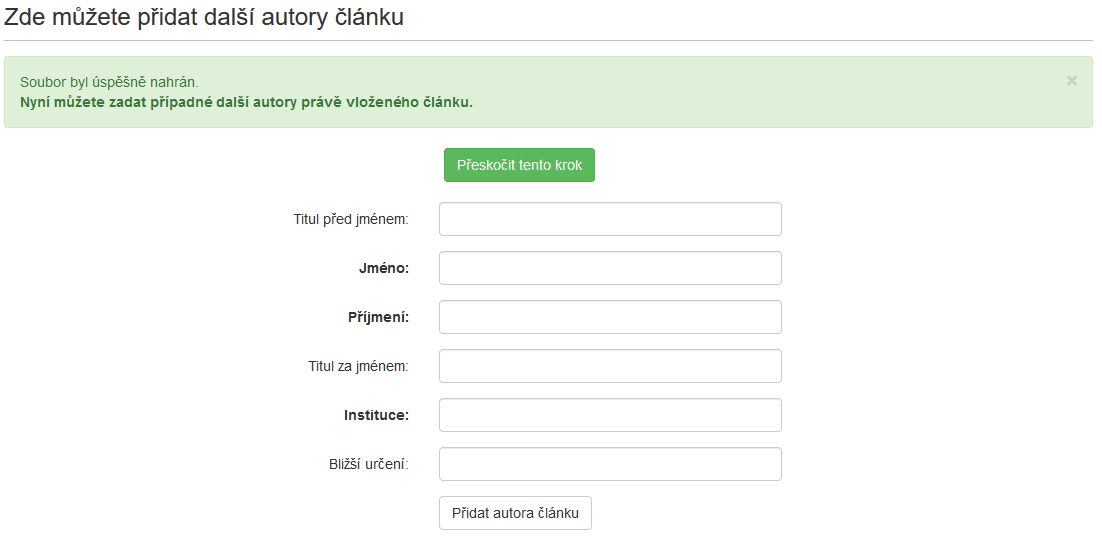 Zde můžete přidat další autory článku
Soubor byl úspěšně nahrán.
Nyní můžete zadat případné další autory právě vloženého článku.
×
Přeskočit tento krok
Titul před jménem:
Jméno:
Příjmení:
Titul za jménem:
Instituce:
Bližší určení:
Přidat autora článku